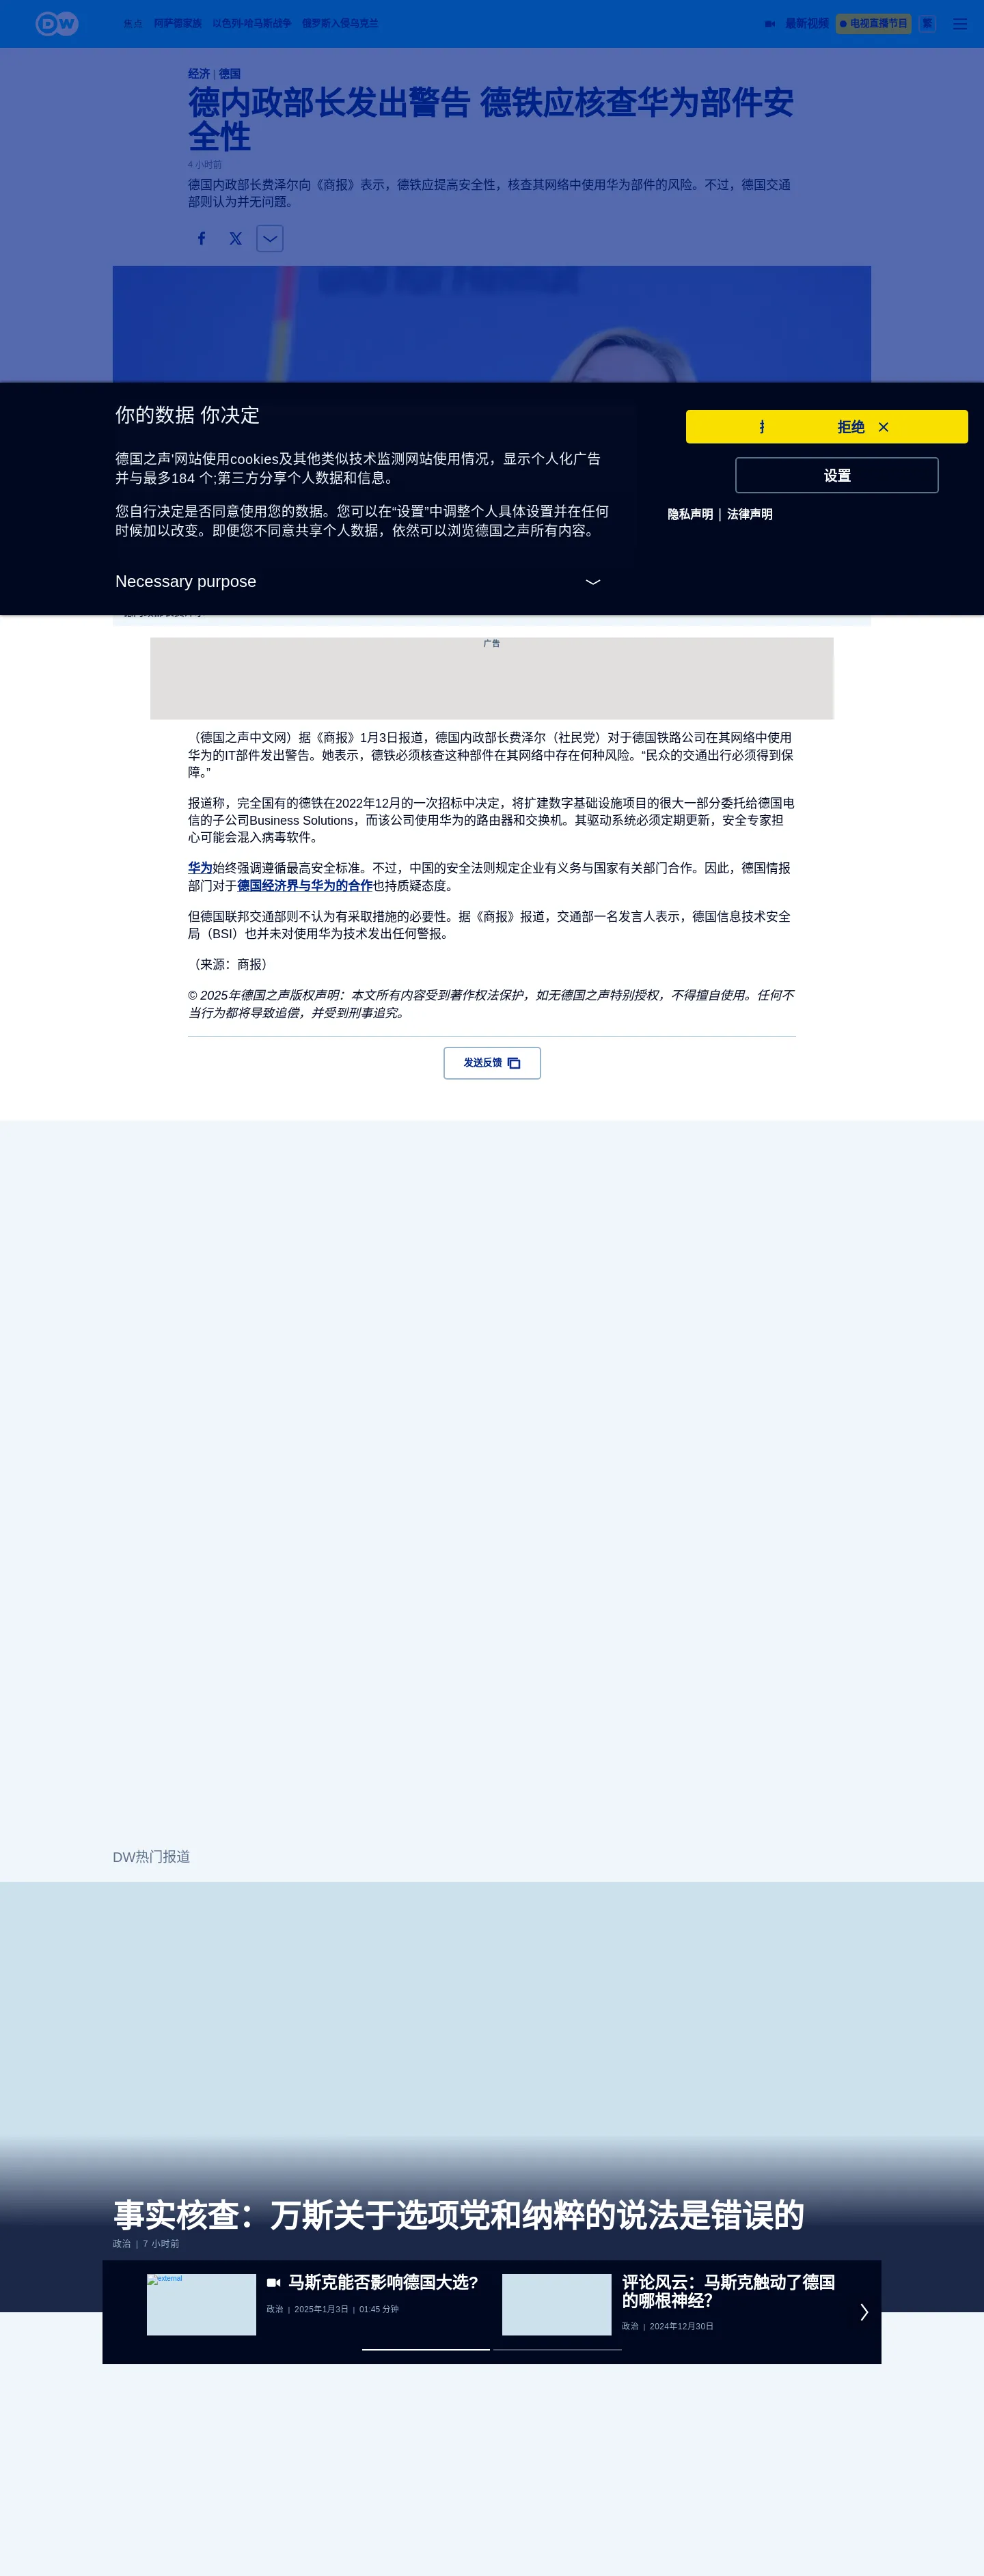 DW
焦点 阿萨德家族 以色列-哈马斯战争 俄罗斯入侵乌克兰 最新视频 电视直播节目 繁
经济 | 德国
德内政部长发出警告 德铁应核查华为部件安
全性
4 小时前
德国内政部长费泽尔向《商报》表示，德铁应提高安全性，核查其网络中使用华为部件的风险。不过，德国交通
部则认为并无问题。
你的数据 你决定
德国之声'网站使用cookies及其他类似技术监测网站使用情况，显示个人化广告
并与最多184 个;第三方分享个人数据和信息。
您自行决定是否同意使用您的数据。您可以在“设置”中调整个人具体设置并在任何
时候加以改变。即便您不同意共享个人数据，依然可以浏览德国之声所有内容。
Necessary purpose
拒绝
设置
隐私声明 | 法律声明
广告
（德国之声中文网）据《商报》1月3日报道，德国内政部长费泽尔（社民党）对于德国铁路公司在其网络中使用
华为的IT部件发出警告。她表示，德铁必须核查这种部件在其网络中存在何种风险。“民众的交通出行必须得到保
障。”
报道称，完全国有的德铁在2022年12月的一次招标中决定，将扩建数字基础设施项目的很大一部分委托给德国电
信的子公司Business Solutions，而该公司使用华为的路由器和交换机。其驱动系统必须定期更新，安全专家担
心可能会混入病毒软件。
华为始终强调遵循最高安全标准。不过，中国的安全法则规定企业有义务与国家有关部门合作。因此，德国情报
部门对于德国经济界与华为的合作也持质疑态度。
但德国联邦交通部则不认为有采取措施的必要性。据《商报》报道，交通部一名发言人表示，德国信息技术安全
局（BSI）也并未对使用华为技术发出任何警报。
（来源：商报）
© 2025年德国之声版权声明：本文所有内容受到著作权法保护，如无德国之声特别授权，不得擅自使用。任何不
当行为都将导致追偿，并受到刑事追究。
发送反馈
DW热门报道
事实核查：万斯关于选项党和纳粹的说法是错误的
政治 | 7 小时前
external
马斯克能否影响德国大选?
政治 | 2025年1月3日 | 01:45 分钟
评论风云：马斯克触动了德国
的哪根神经？
政治 | 2024年12月30日